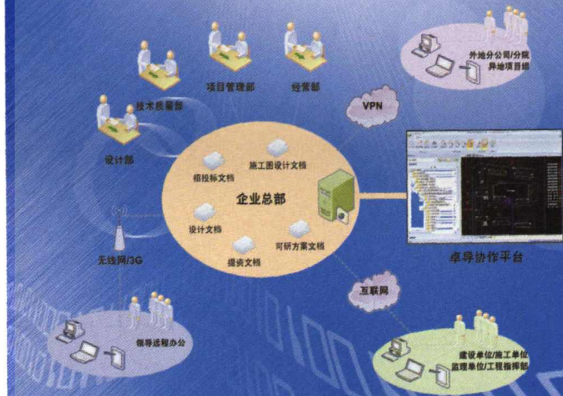 外地分公司/分院
异地项目组
项目管理部
经营部
技术质量部
VPN
设计部
施工图设计文档
招投标文档
企业总部
设计文档
可研方案文档
提资文档
卓导协作平台
无线网/3G
互联网
领导远程办公
建设单位/施工单位
监理单位/工程指挥部